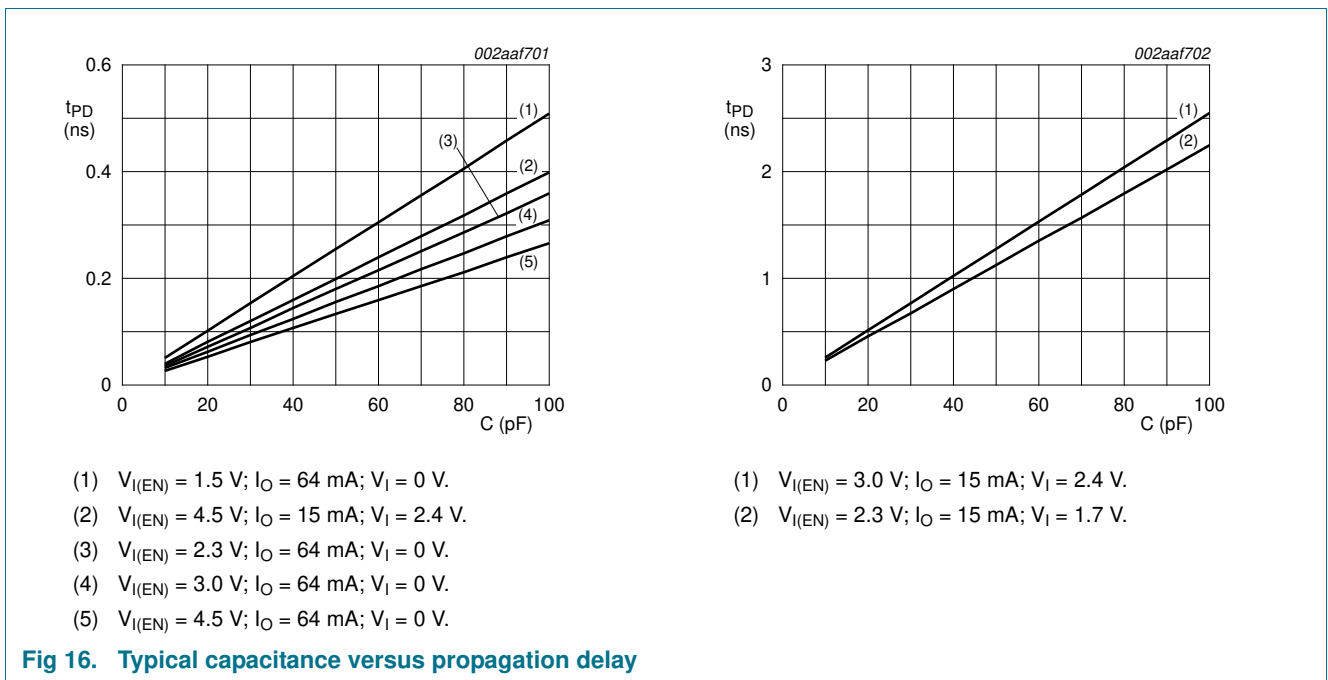 002aaf701
0.6
tPD
(ns)
0.4
0.2
0
(1)
(3)
(2)
(4)
(5)
0 20 40 60 80 100
C (pF)
(1) VI(EN) = 1.5 V; IO = 64 mA; VI = 0 V.
(2) VI(EN) = 4.5 V; IO = 15 mA; VI = 2.4 V.
(3) VI(EN) = 2.3 V; IO = 64 mA; VI = 0 V.
(4) VI(EN) = 3.0 V; IO = 64 mA; VI = 0 V.
(5) VI(EN) = 4.5 V; IO = 64 mA; VI = 0 V.
002aaf702
3
tPD
(ns)
2
1
0
(1)
(2)
0 20 40 60 80 100
C (pF)
(1) VI(EN) = 3.0 V; IO = 15 mA; VI = 2.4 V.
(2) VI(EN) = 2.3 V; IO = 15 mA; VI = 1.7 V.
Fig 16. Typical capacitance versus propagation delay